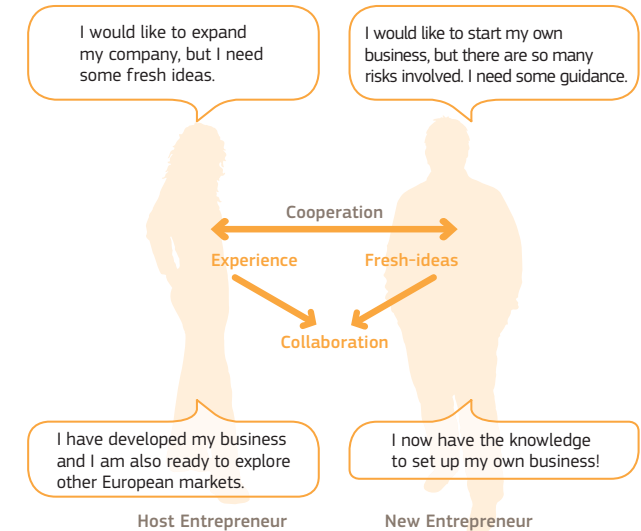 I would like to expand
my company, but I need
some fresh ideas.
I would like to start my own
business, but there are so many
risks involved. I need some guidance.
Cooperation
Experience
Fresh-ideas
Collaboration
I have developed my business
and I am also ready to explore
other European markets.
I now have the knowledge
to set up my own business!
Host Entrepreneur
New Entrepreneur